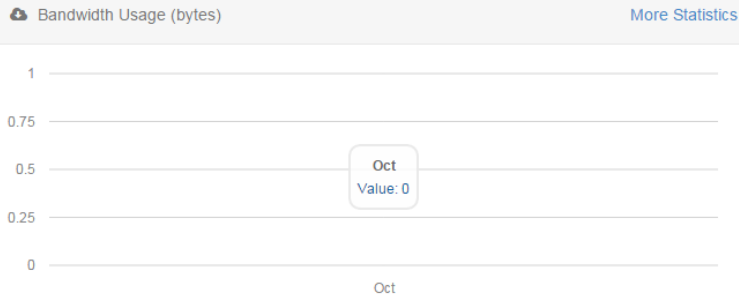 Bandwidth Usage (bytes) More Statistics
1
0.75
0.5
0.25
0
Oct
Value: 0
Oct